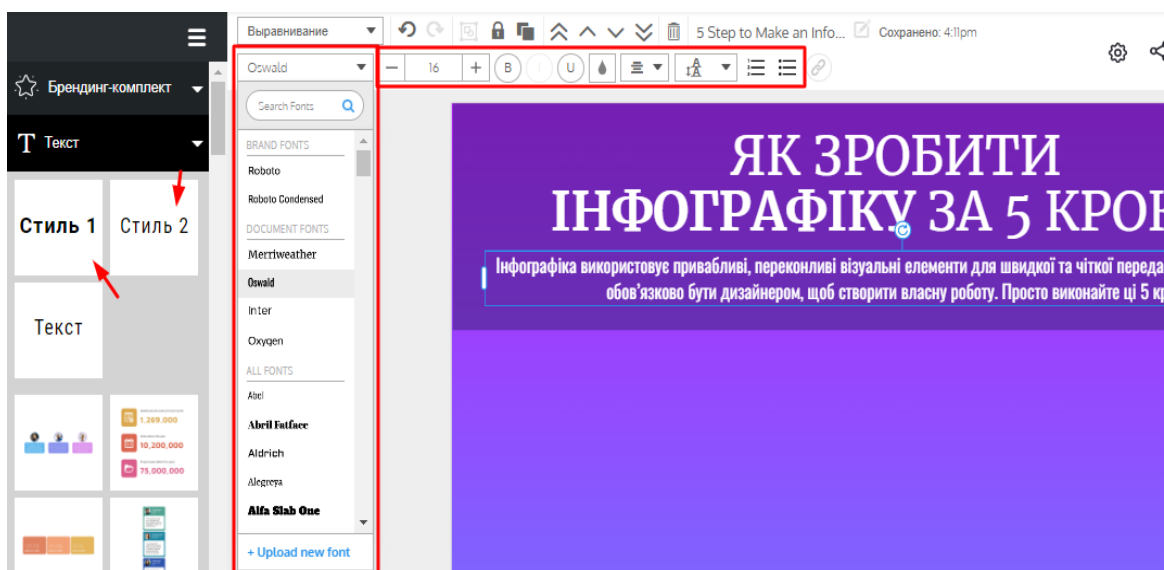 Выравнивание
5 Step to Make an Info...
Сохранено: 4:11pm
Брендинг-комплект
Текст
Стиль 1
Стиль 2
Текст
1,269,000
10,200,000
75,000,000
Oswald
16
B
U
Search Fonts
BRAND FONTS
Roboto
Roboto Condensed
DOCUMENT FONTS
Merriweather
Oswald
Inter
Oxygen
ALL FONTS
Abel
Abril Fatface
Aldrich
Alegreya
Alfa Slab One
+ Upload new font
ЯК ЗРОБИТИ
ІНФОГРАФІКУ ЗА 5 КРО
Інфографіка використовує привабливі, переконливі візуальні елементи для швидкої та чіткої переда
обов’язково бути дизайнером, щоб створити власну роботу. Просто виконайте ці 5 к